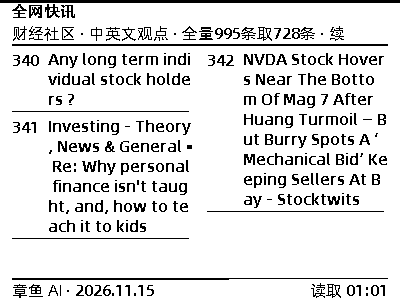 全网快讯
财经社区 · 中英文观点 · 全量995条取728条 · 续
340 Any long term indi
vidual stock holde
rs ?
341 Investing - Theory
, News & General •
Re: Why personal
finance isn't taug
ht, and, how to te
ach it to kids
342 NVDA Stock Hover
s Near The Botto
m Of Mag 7 After
Huang Turmoil – B
ut Burry Spots A ‘
Mechanical Bid’ Ke
eping Sellers At B
ay - Stocktwits
章鱼 AI · 2026.11.15
读取 01:01